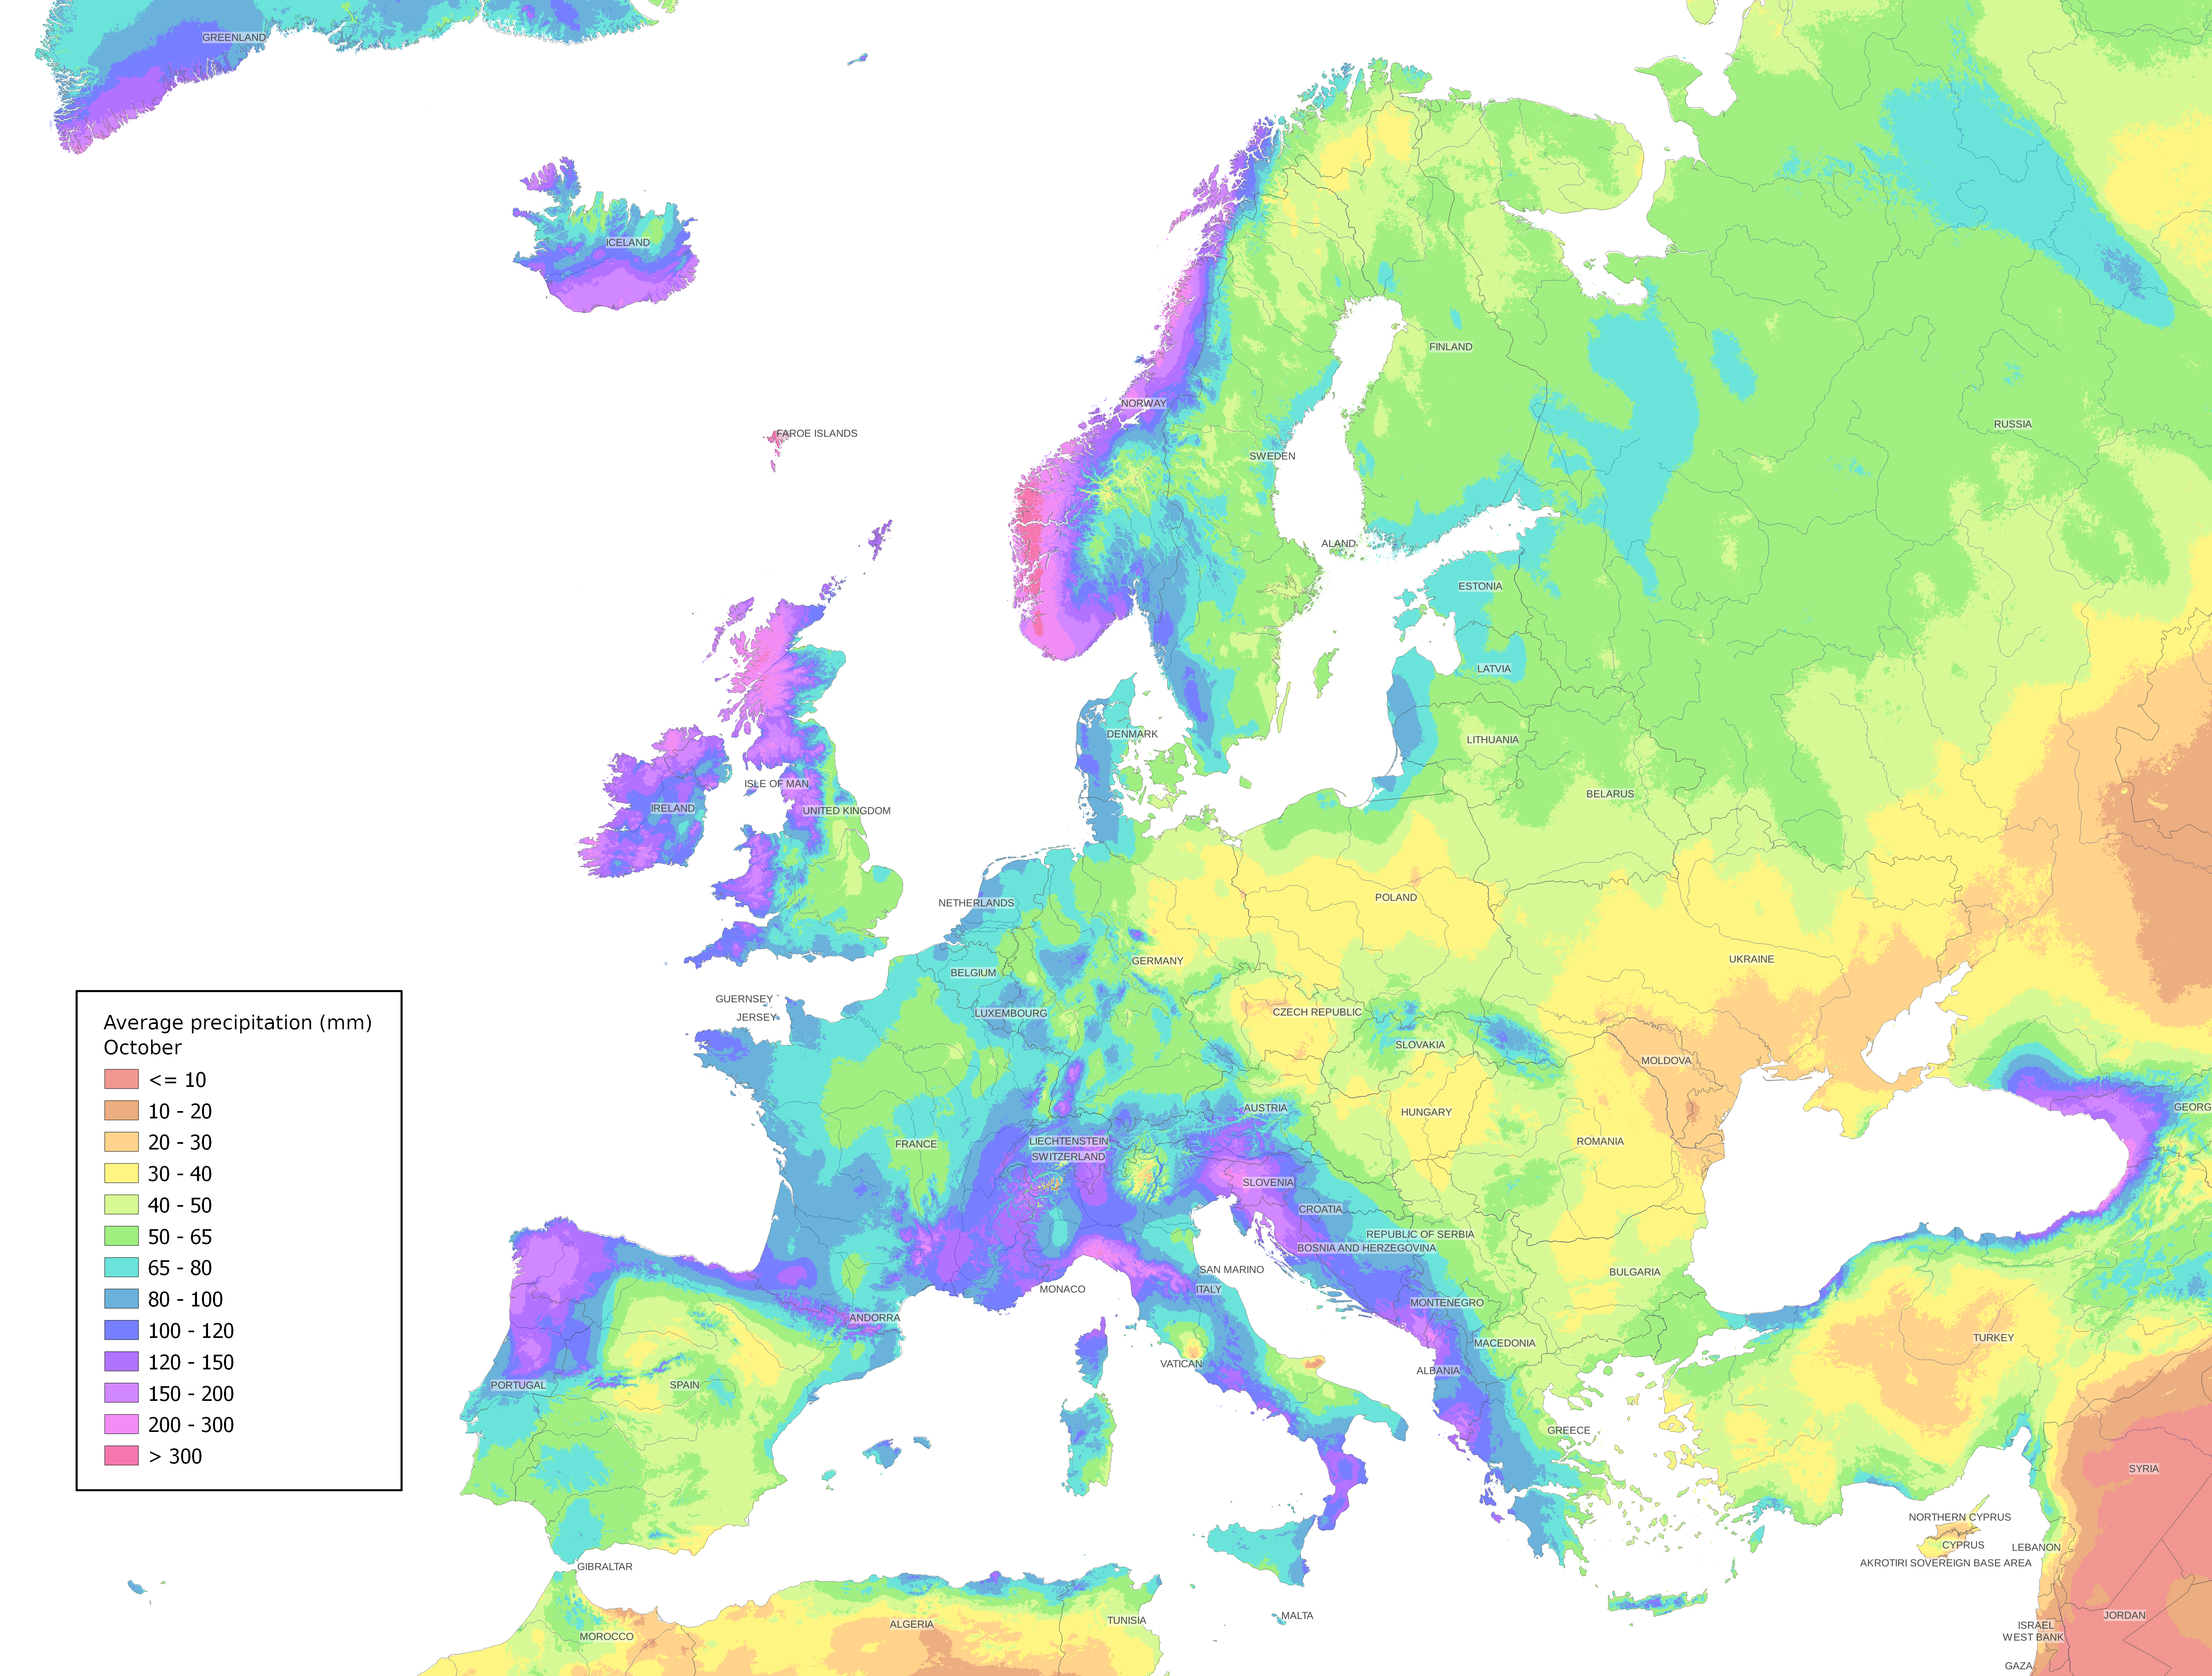 GREENLAND
ICELAND
FINLAND
NORWAY
RUSSIA
FAROE ISLANDS
SWEDEN
ALAND
ESTONIA
LATVIA
DENMARK
LITHUANIA
ISLE OF MAN
BELARUS
IRELAND
UNITED KINGDOM
POLAND
NETHERLANDS
UKRAINE
GERMANY
BELGIUM
GUERNSEY
CZECH REPUBLIC
LUXEMBOURG
JERSEY
SLOVAKIA
MOLDOVA
AUSTRIA
GEORG
HUNGARY
LIECHTENSTEIN
ROMANIA
FRANCE
SWITZERLAND
SLOVENIA
CROATIA
REPUBLIC OF SERBIA
BOSNIA AND HERZEGOVINA
SAN MARINO
BULGARIA
MONACO
ITALY
MONTENEGRO
ANDORRA
TURKEY
MACEDONIA
VATICAN
ALBANIA
PORTUGAL
SPAIN
GREECE
SYRIA
NORTHERN CYPRUS
CYPRUS
LEBANON
AKROTIRI SOVEREIGN BASE AREA
GIBRALTAR
MALTA
JORDAN
TUNISIA
ALGERIA
ISRAEL
MOROCCO
WEST BANK
GAZA
Average precipitation (mm)
October
<= 10
10 - 20
20 - 30
30 - 40
40 - 50
50 - 65
65 - 80
80 - 100
100 - 120
120 - 150
150 - 200
200 - 300
> 300